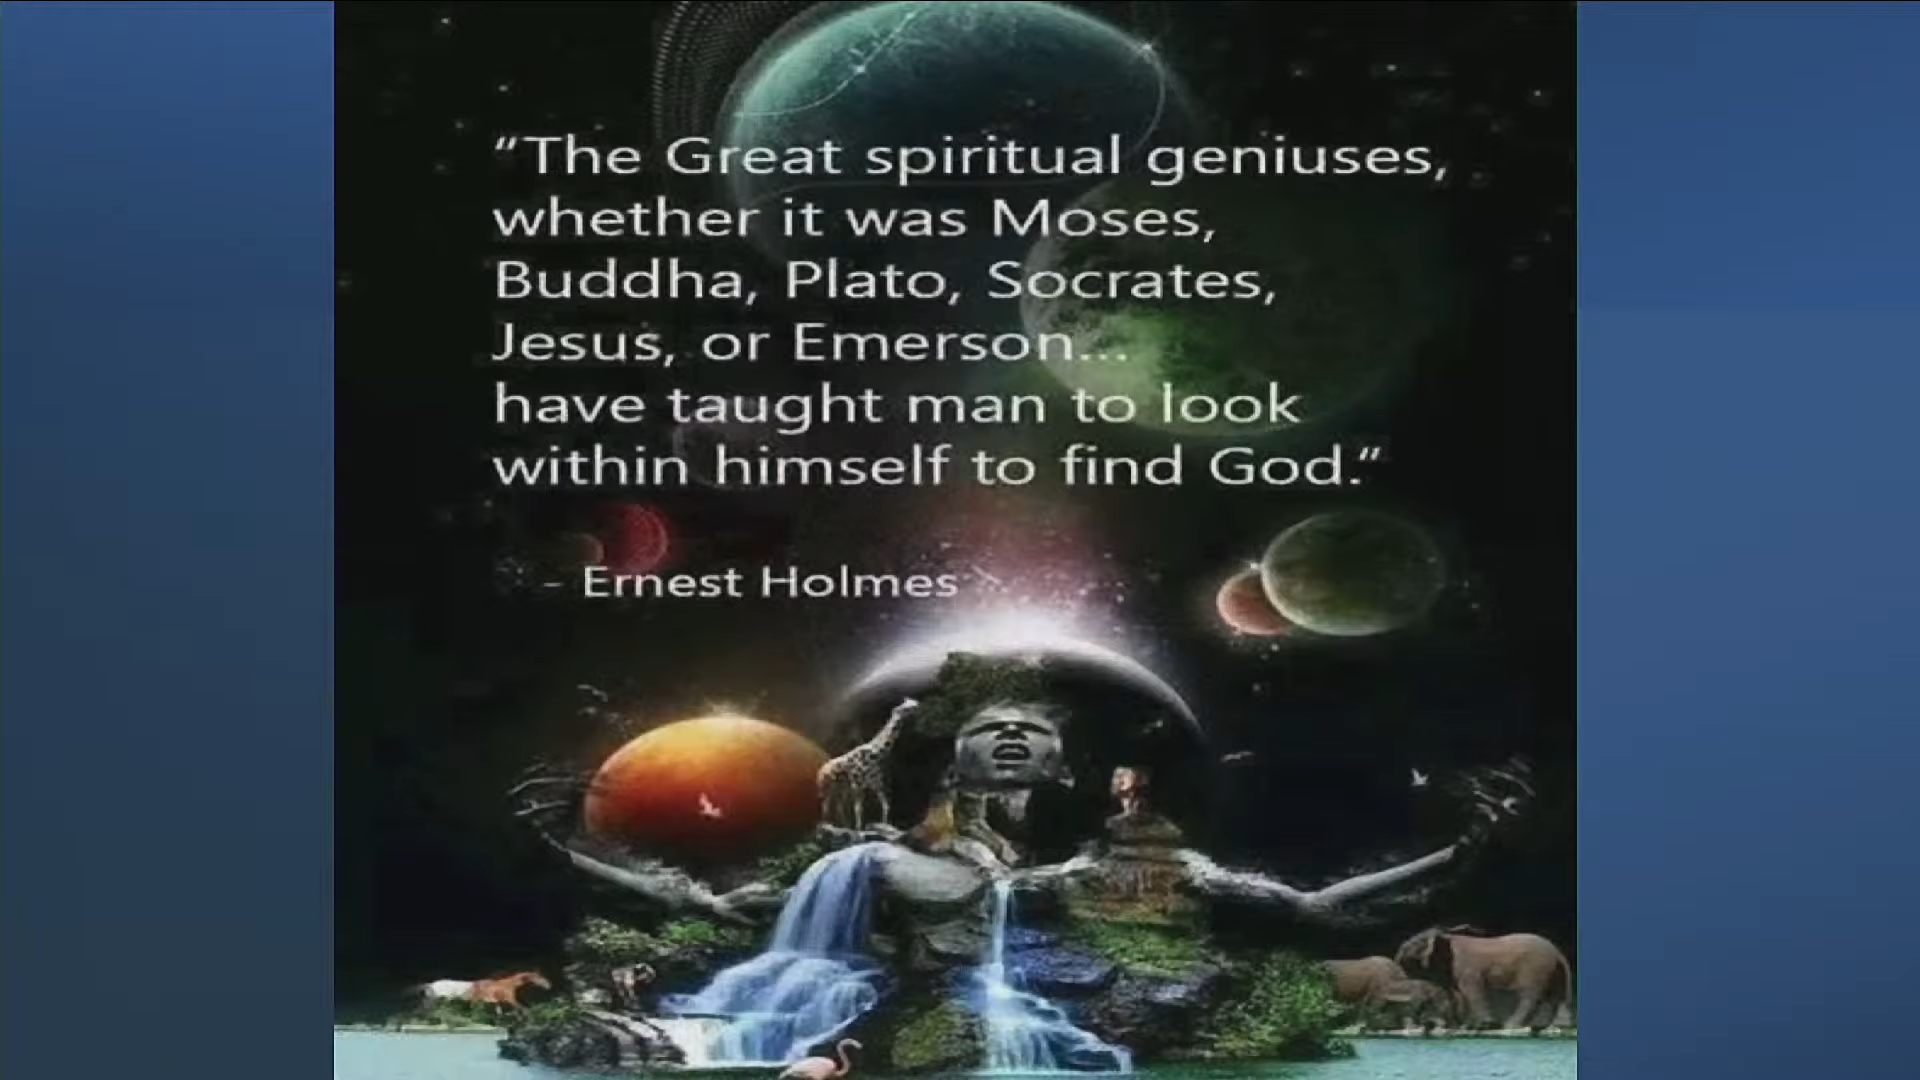 “The Great spiritual geniuses,
whether it was Moses,
Buddha, Plato, Socrates,
Jesus, or Emerson...
have taught man to look
within himself to find God.”
- Ernest Holmes